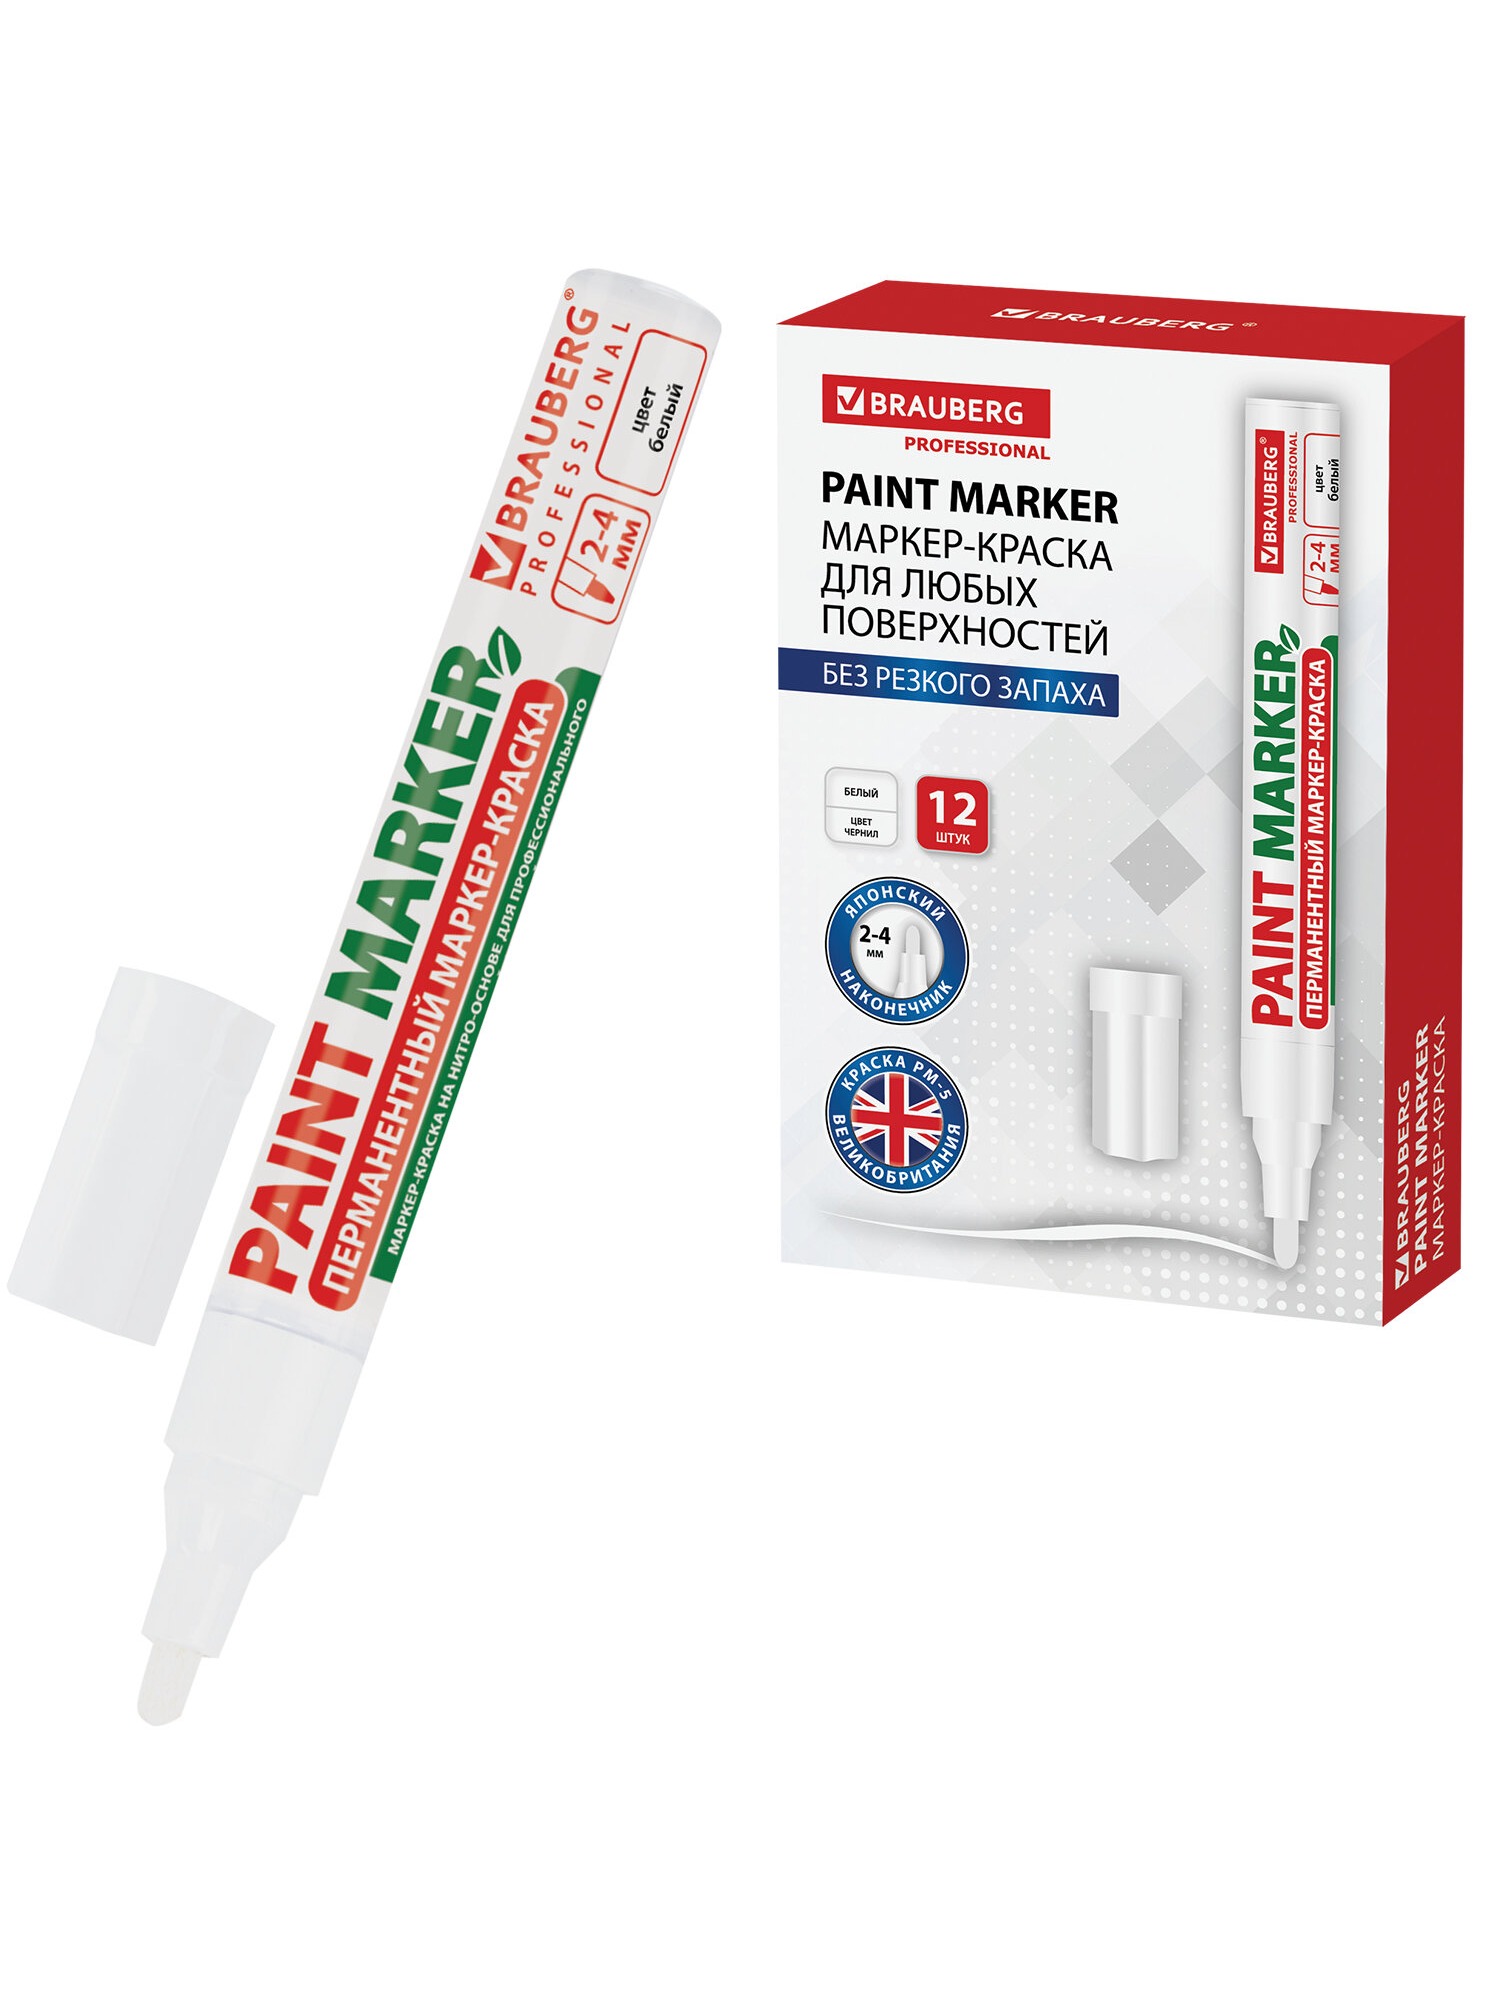 BRAUBERG®
PROFESSIONAL
цвет
белый
2-4
мм
PAINT MARKER
ПЕРМАНЕНТНЫЙ МАРКЕР-КРАСКА
МАРКЕР-КРАСКА НА НИТРО-ОСНОВЕ ДЛЯ ПРОФЕССИОНАЛЬНОГО
BRAUBERG®
BRAUBERG
PROFESSIONAL
PAINT MARKER
МАРКЕР-КРАСКА
ДЛЯ ЛЮБЫХ
ПОВЕРХНОСТЕЙ
БЕЗ РЕЗКОГО ЗАПАХА
БЕЛЫЙ
ЦВЕТ
ЧЕРНИЛ
12
ШТУК
ЯПОНСКИЙ
2-4
мм
НАКОНЕЧНИК
КРАСКА PM-5
ВЕЛИКОБРИТАНИЯ
BRAUBERG®
PROFESSIONAL
цвет
белый
2-4
мм
PAINT MARKER
ПЕРМАНЕНТНЫЙ МАРКЕР-КРАСКА
BRAUBERG
PAINT MARKER
МАРКЕР-КРАСКА